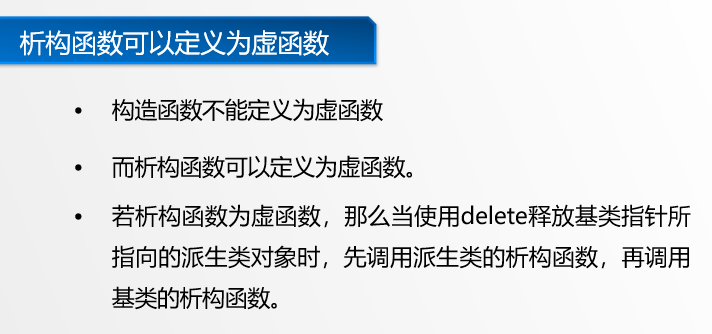 析构函数可以定义为虚函数
• 构造函数不能定义为虚函数
• 而析构函数可以定义为虚函数。
• 若析构函数为虚函数，那么当使用delete释放基类指针所
指向的派生类对象时，先调用派生类的析构函数，再调用
基类的析构函数。